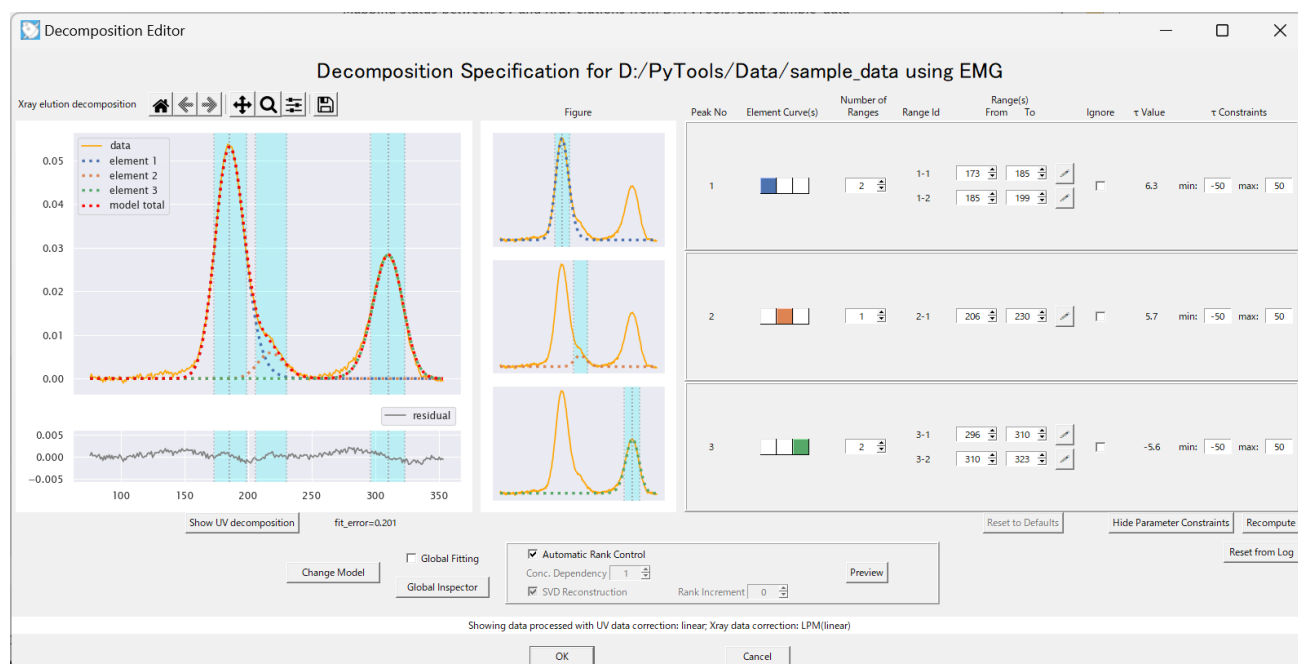 Decomposition Editor
Decomposition Specification for D:/PyTools/Data/sample_data using EMG
Xray elution decomposition
Figure
Peak No
Element Curve(s)
Number of Ranges
Range Id
Range(s)
From To
Ignore
τ Value
τ Constraints
data
element 1
element 2
element 3
model total
0.05
0.04
0.03
0.02
0.01
0.00
residual
0.005
0.000
−0.005
100 150 200 250 300 350
1 2 1-1 173 185 6.3 min: -50 max: 50
1-2 185 199
2 1 2-1 206 230 5.7 min: -50 max: 50
3 2 3-1 296 310 -5.6 min: -50 max: 50
3-2 310 323
Show UV decomposition
fit_error=0.201
Reset to Defaults
Hide Parameter Constraints
Recompute
Reset from Log
Change Model
Global Fitting
Global Inspector
Automatic Rank Control
Conc. Dependency 1
SVD Reconstruction
Rank Increment 0
Preview
Showing data processed with UV data correction: linear; Xray data correction: LPM(linear)
OK
Cancel